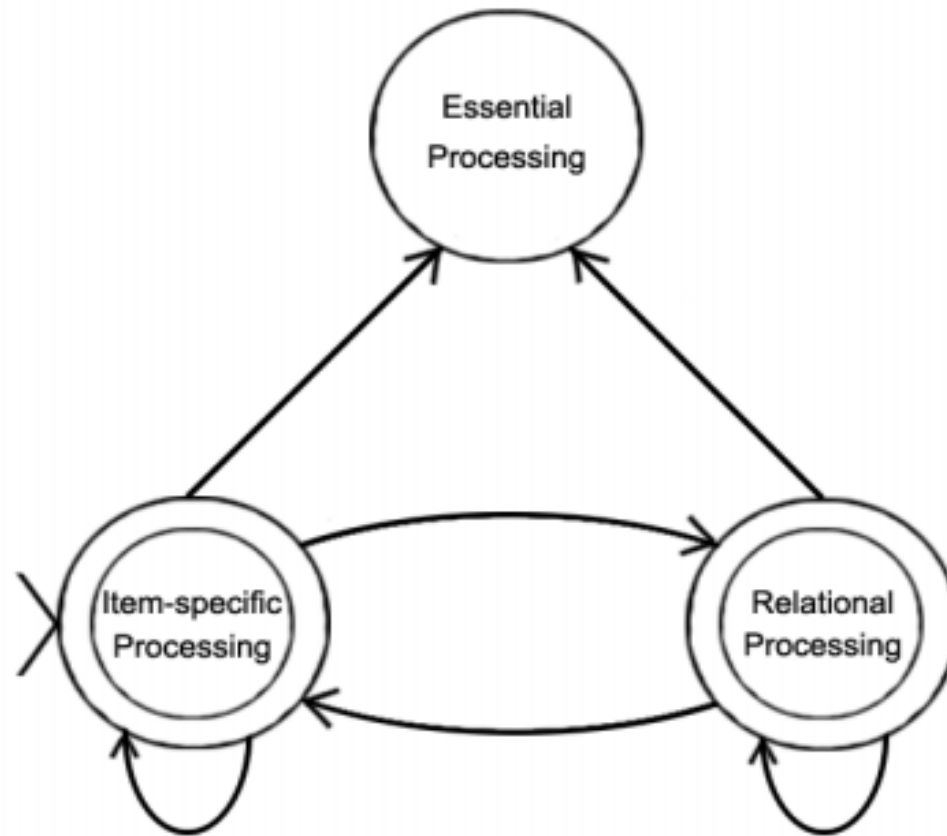 Essential
Processing
Item-specific
Processing
Relational
Processing